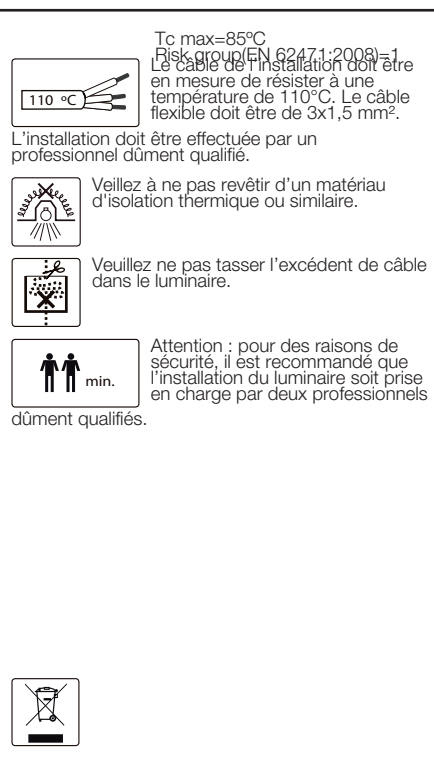 Tc max=85ºC
Risk group(EN 62471:2008)=1
Le câble de l'installation doit être
en mesure de résister à une
température de 110°C. Le câble
flexible doit être de 3x1,5 mm².
110 ºC
L'installation doit être effectuée par un
professionnel dûment qualifié.
Veillez à ne pas revêtir d'un matériau
d'isolation thermique ou similaire.
Veuillez ne pas tasser l'excédent de câble
dans le luminaire.
Attention : pour des raisons de
sécurité, il est recommandé que
l'installation du luminaire soit prise
en charge par deux professionnels
min.
dûment qualifiés.